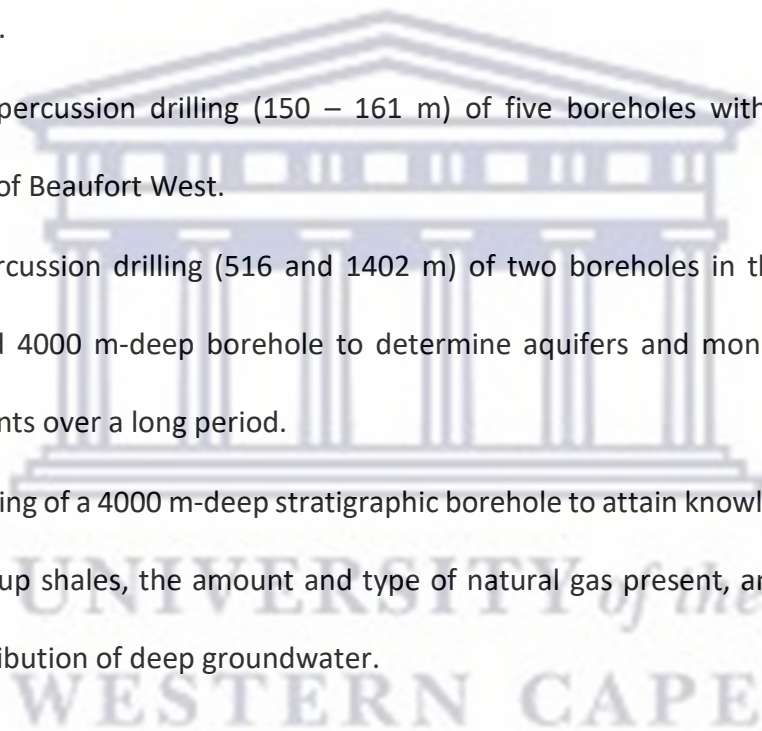 .
percussion drilling (150 – 161 m) of five boreholes with
of Beaufort West.
rcussion drilling (516 and 1402 m) of two boreholes in th
4000 m-deep borehole to determine aquifers and mon
nts over a long period.
ing of a 4000 m-deep stratigraphic borehole to attain knowl
up shales, the amount and type of natural gas present, an
UNIVERSITY of the
ibution of deep groundwater.
WESTERN CAPE